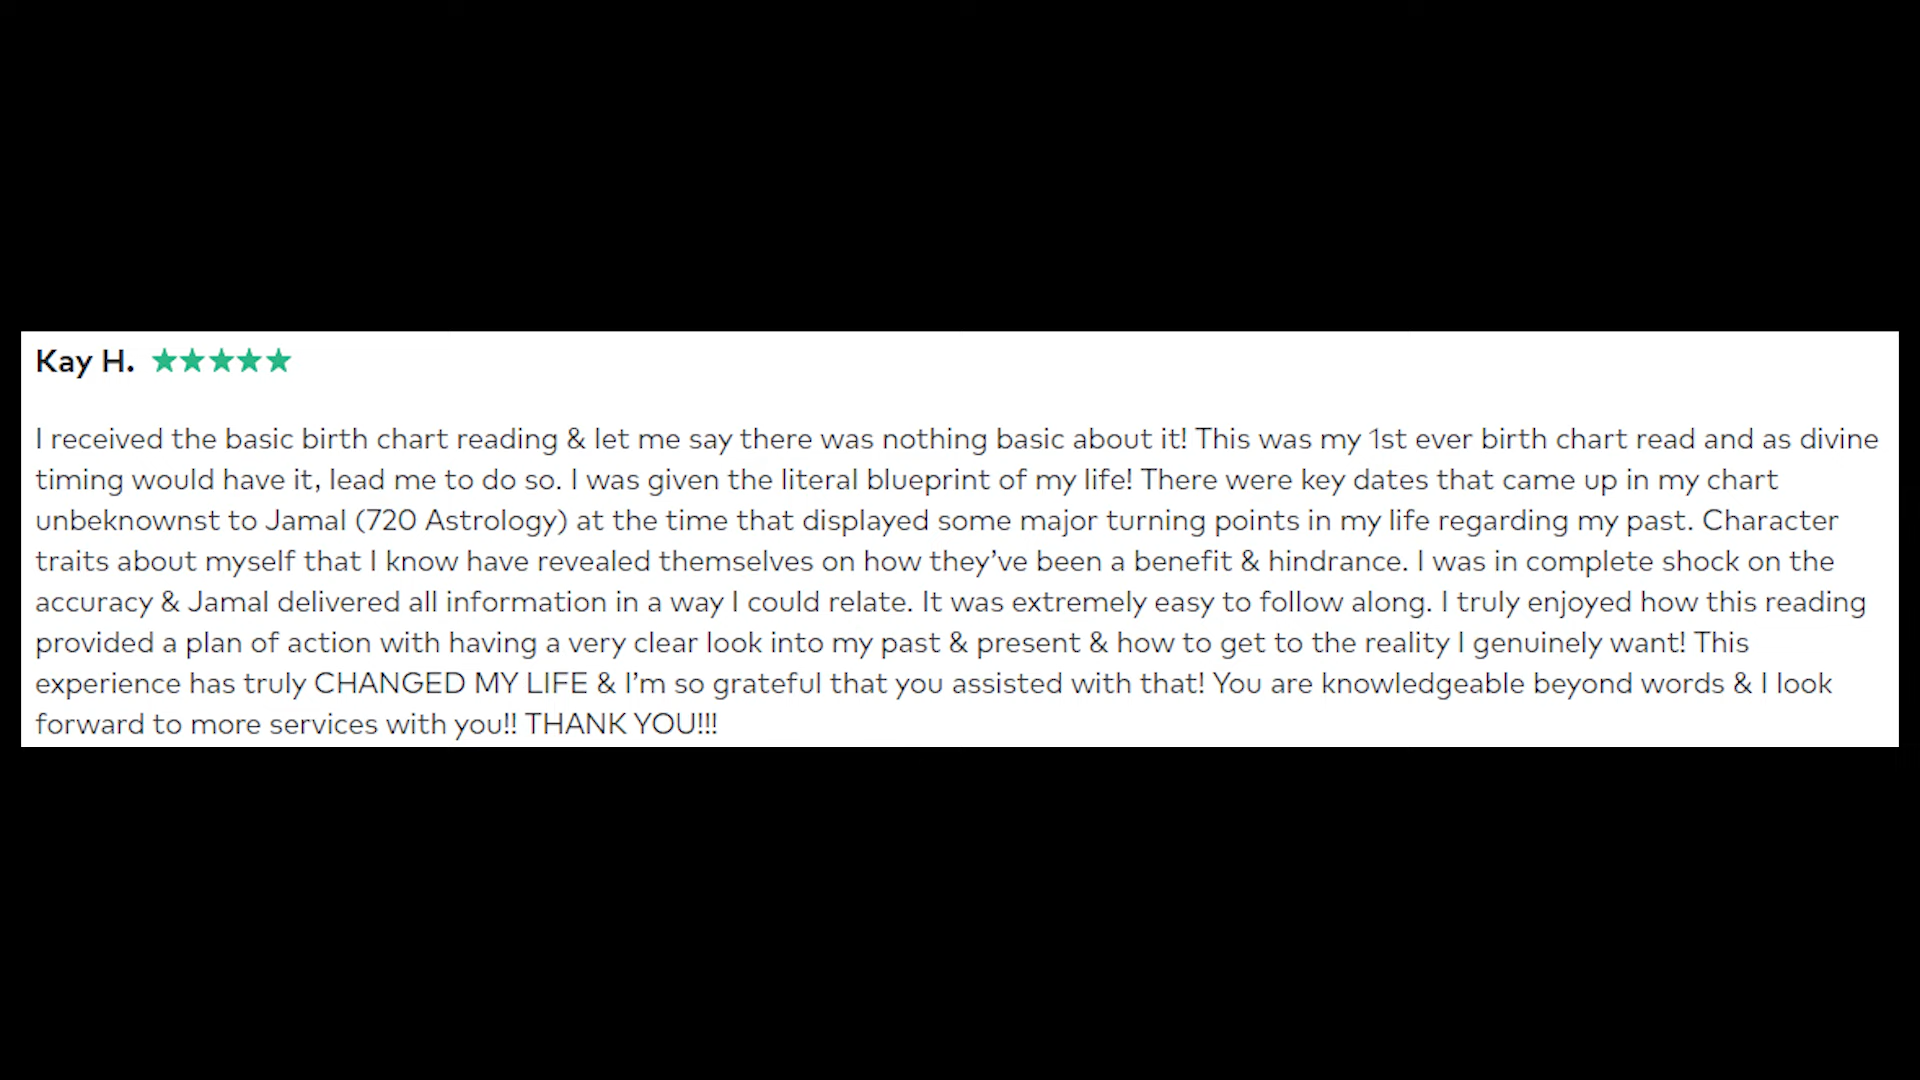 Kay H. ★★★★★
I received the basic birth chart reading & let me say there was nothing basic about it! This was my 1st ever birth chart read and as divine
timing would have it, lead me to do so. I was given the literal blueprint of my life! There were key dates that came up in my chart
unbeknownst to Jamal (720 Astrology) at the time that displayed some major turning points in my life regarding my past. Character
traits about myself that I know have revealed themselves on how they’ve been a benefit & hindrance. I was in complete shock on the
accuracy & Jamal delivered all information in a way I could relate. It was extremely easy to follow along. I truly enjoyed how this reading
provided a plan of action with having a very clear look into my past & present & how to get to the reality I genuinely want! This
experience has truly CHANGED MY LIFE & I’m so grateful that you assisted with that! You are knowledgeable beyond words & I look
forward to more services with you!! THANK YOU!!!